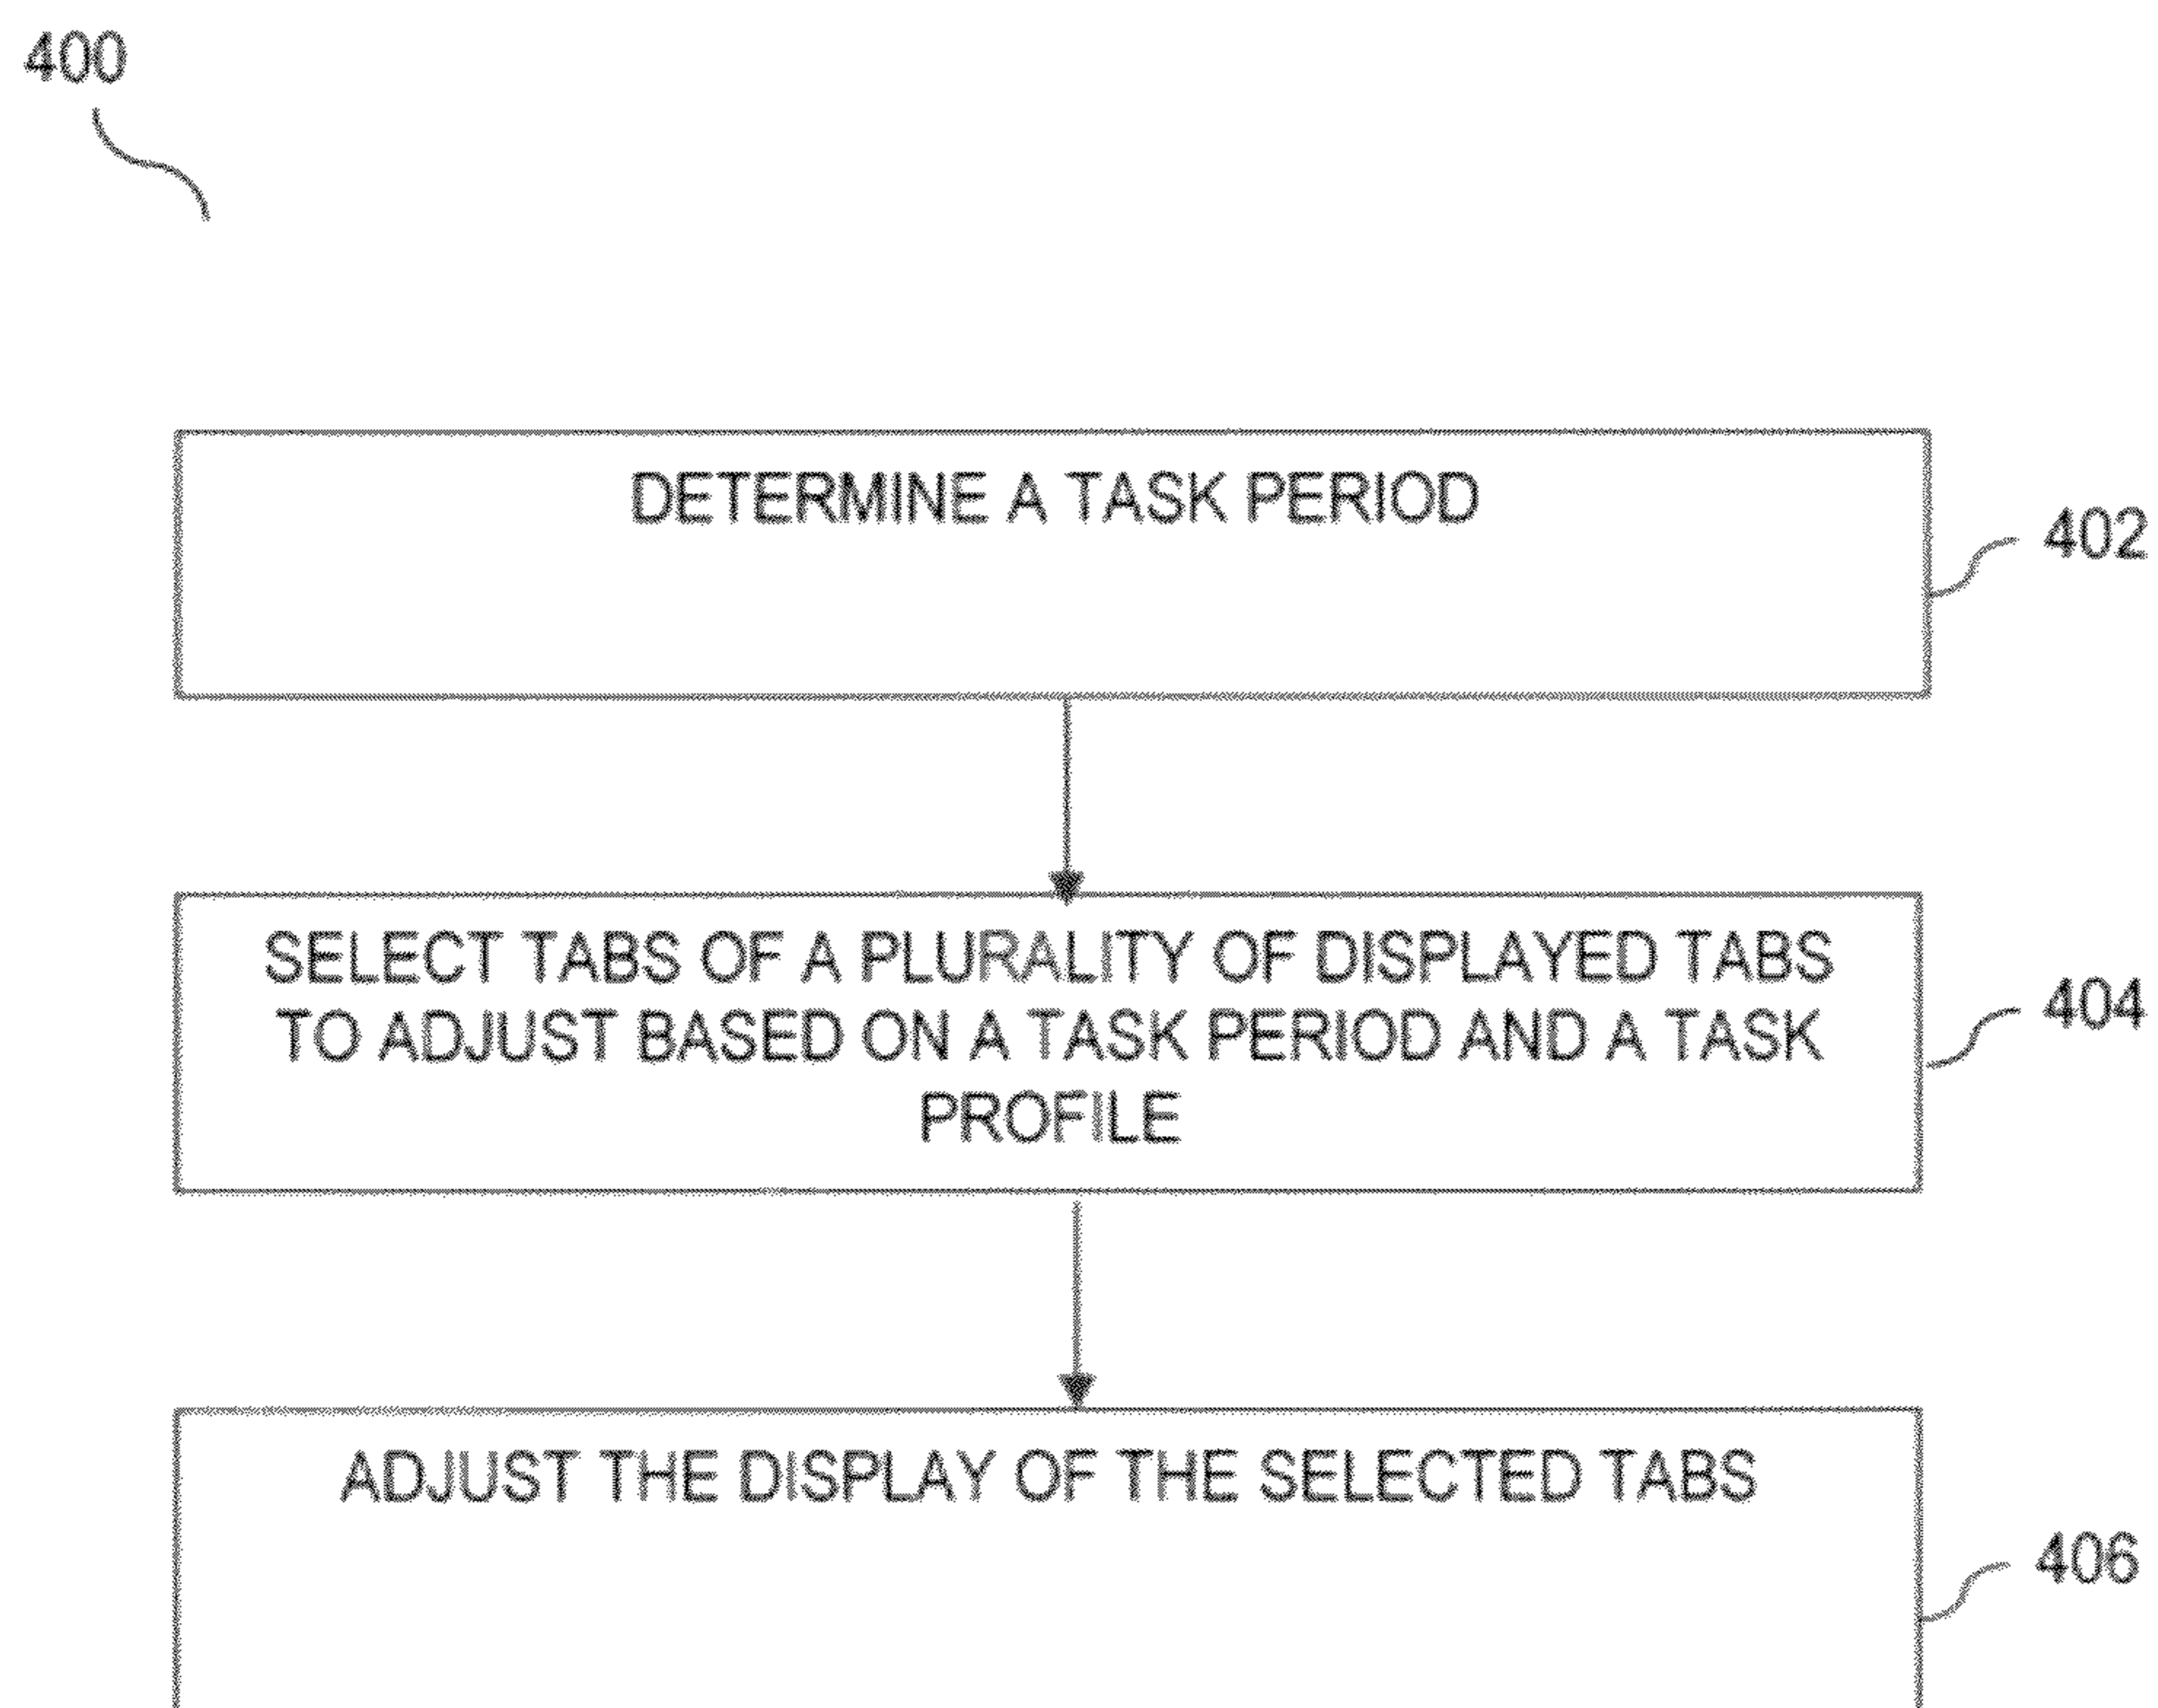 400
DETERMINE A TASK PERIOD
402
SELECT TABS OF A PLURALITY OF DISPLAYED TABS
TO ADJUST BASED ON A TASK PERIOD AND A TASK
PROFILE
404
ADJUST THE DISPLAY OF THE SELECTED TABS
406